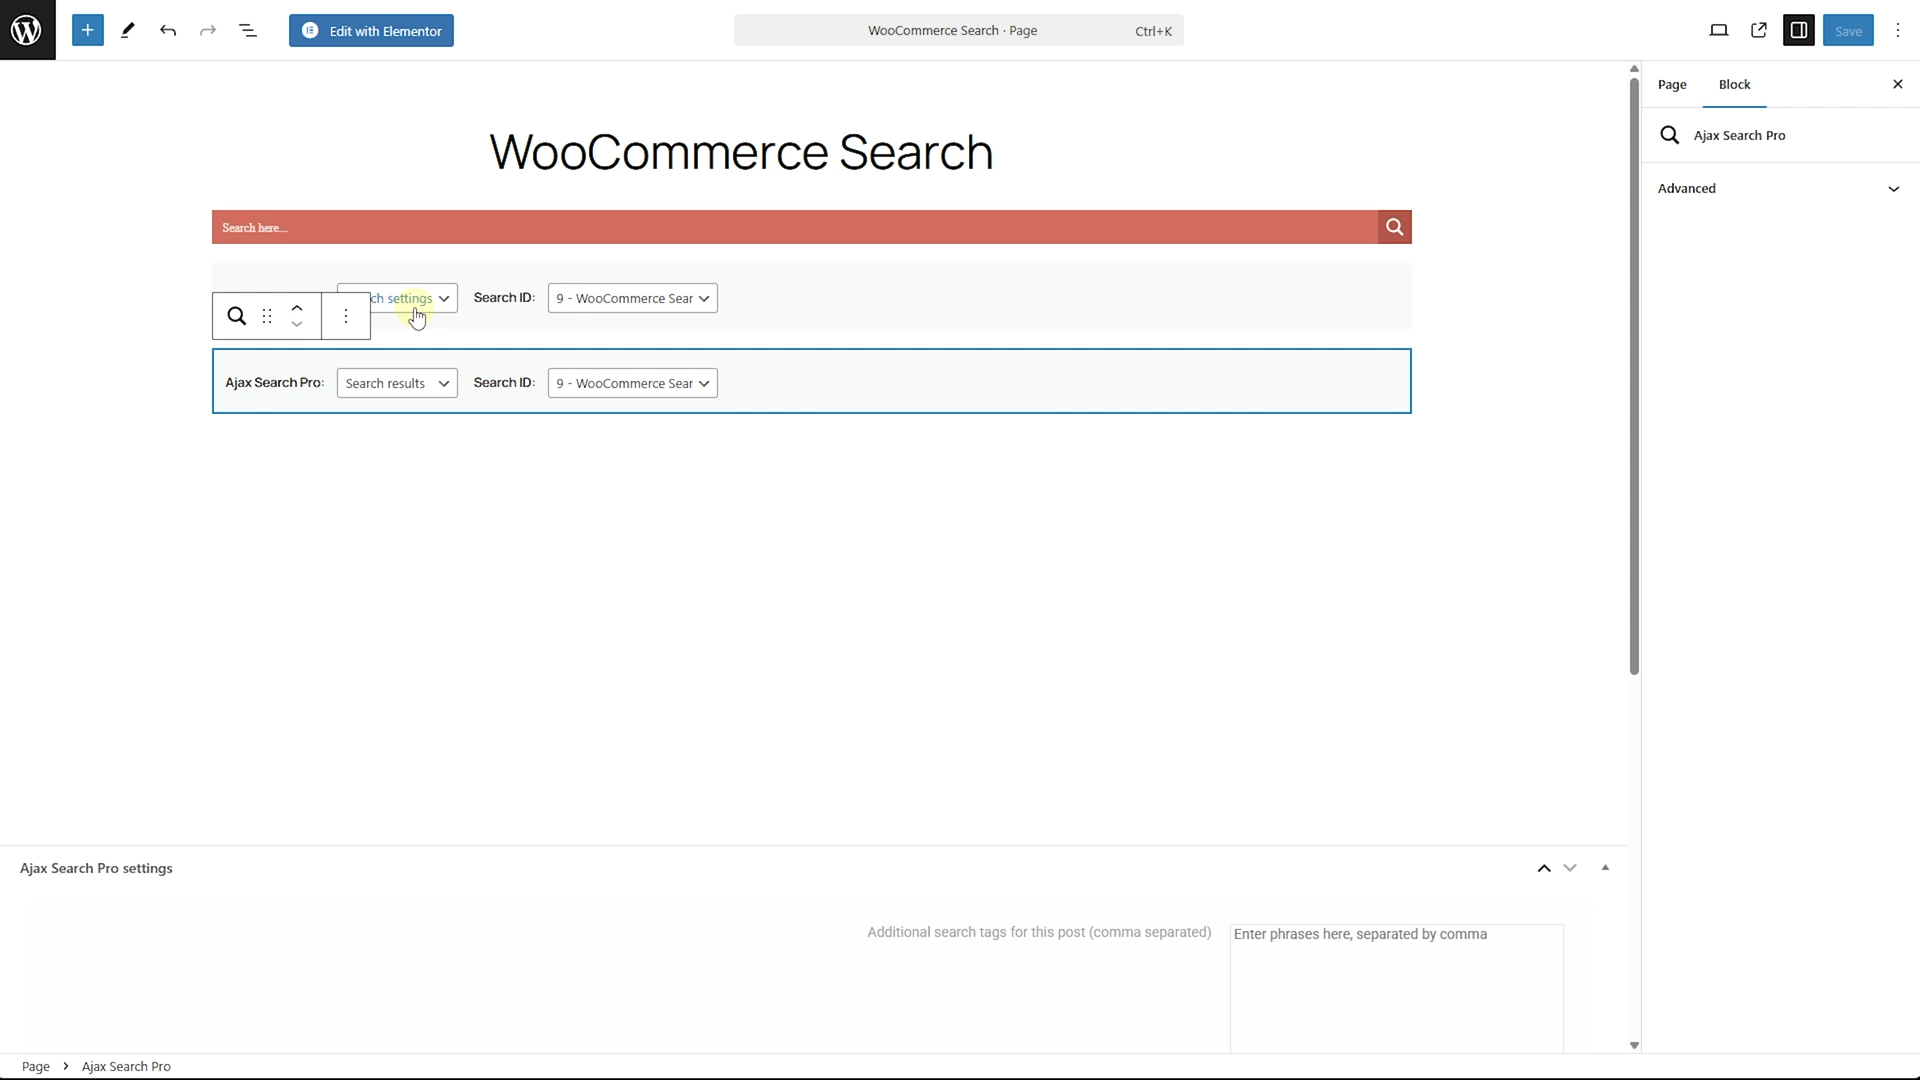 Edit with Elementor
WooCommerce Search · Page
Ctrl+K
Save
Page
Block
Ajax Search Pro
Advanced
WooCommerce Search
Search here...
settings
Search ID:
9 - WooCommerce Sear
Ajax Search Pro:
Search results
Search ID:
9 - WooCommerce Sear
Ajax Search Pro settings
Additional search tags for this post (comma separated)
Enter phrases here, separated by comma
Page
Ajax Search Pro